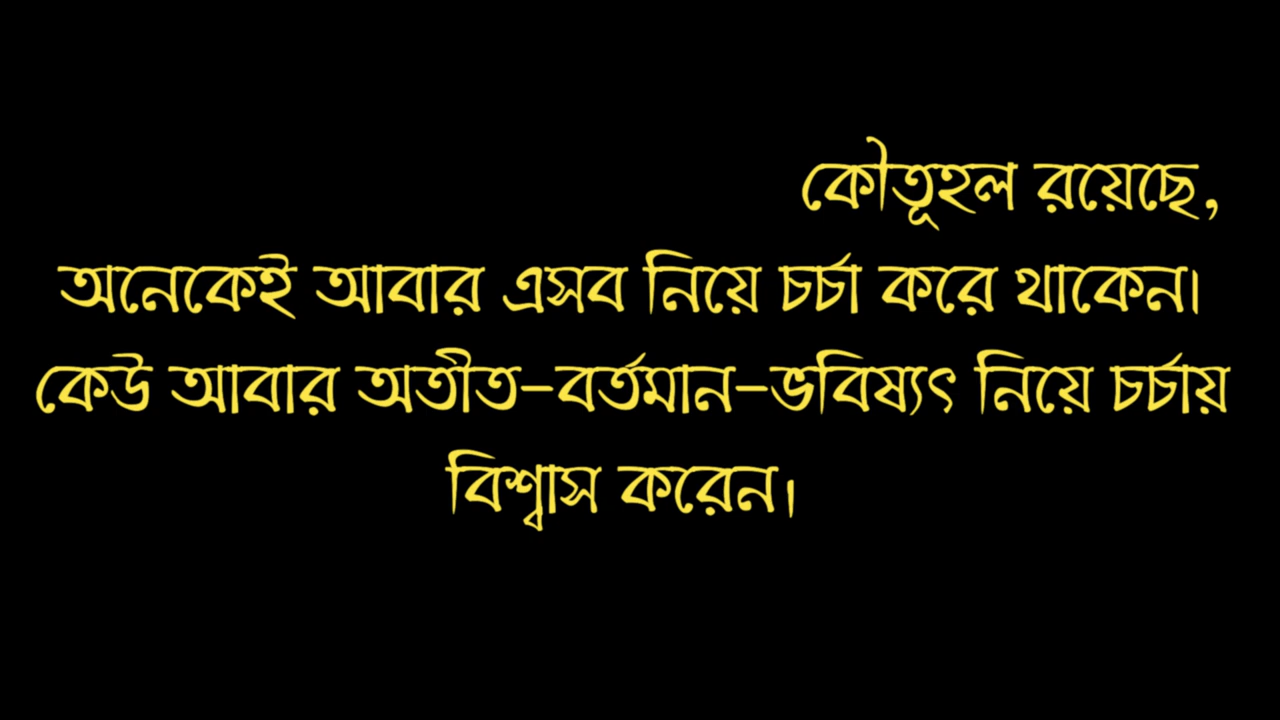 কৌতূহল রয়েছে,
অনেকেই আবার এসব নিয়ে চর্চা করে থাকেন।
কেউ আবার অতীত-বর্তমান-ভবিষ্যৎ নিয়ে চর্চায়
বিশ্বাস করেন।